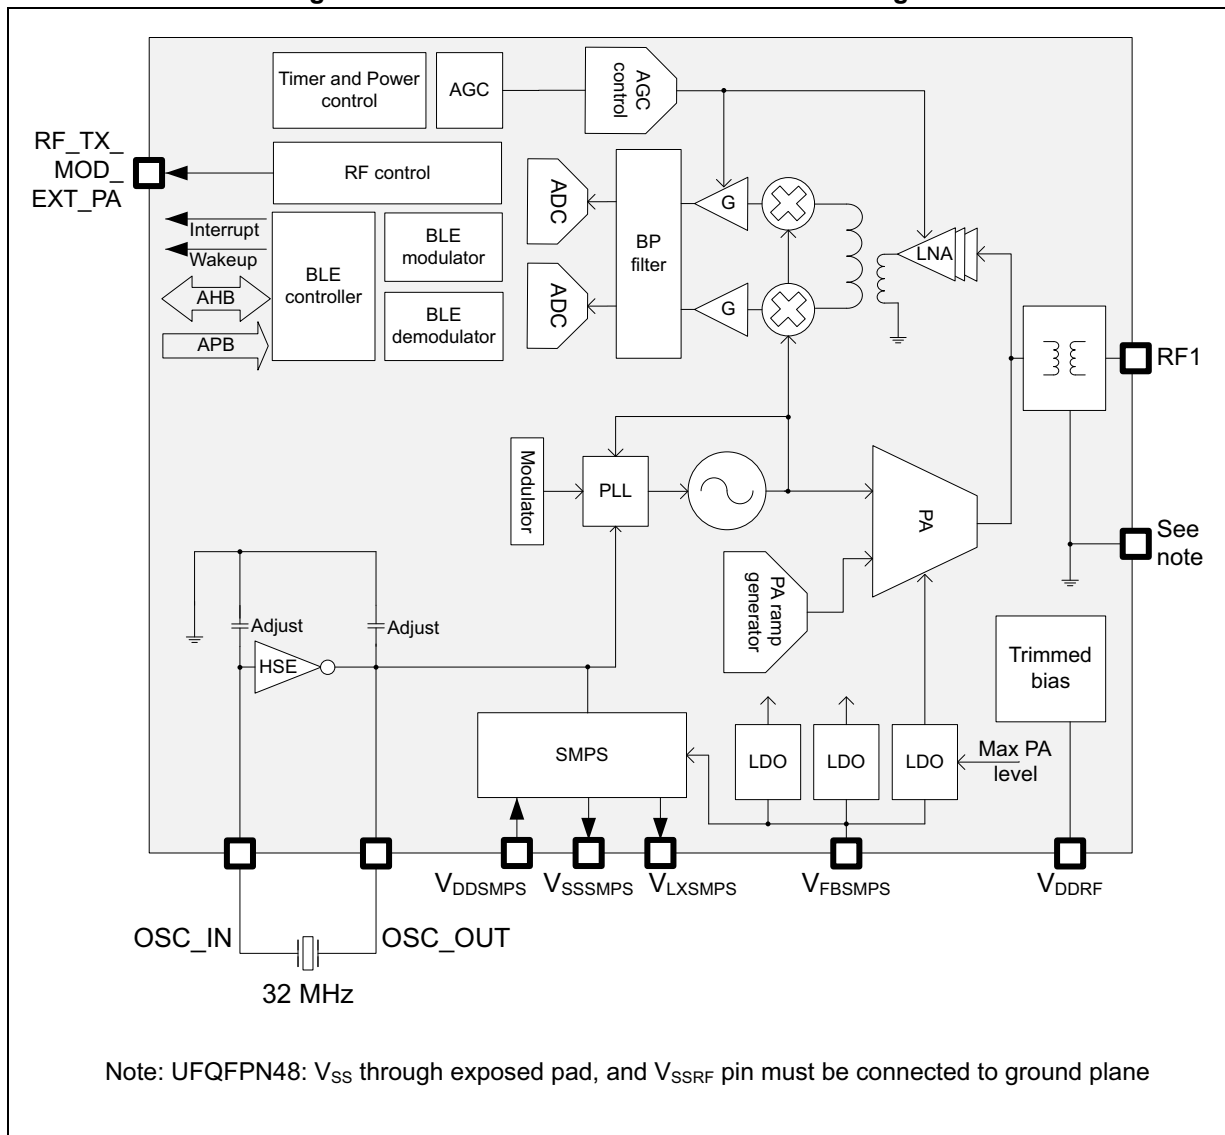 Timer and Power
control
AGC
AGC
control
RF_TX_
MOD_
EXT_PA
RF control
Interrupt
Wakeup
AHB
APB
BLE
controller
BLE
modulator
BLE
demodulator
ADC
ADC
BP
filter
G
G
LNA
RF1
Modulator
PLL
PA
See
note
PA ramp
generator
Adjust
Adjust
HSE
Trimmed
bias
SMPS
LDO
LDO
LDO
Max PA
level
VDDSMPS
VSSSMPS
VLXSMPS
VFBSMPS
VDDRF
OSC_IN
OSC_OUT
32 MHz
Note: UFQFPN48: VSS through exposed pad, and VSSRF pin must be connected to ground plane